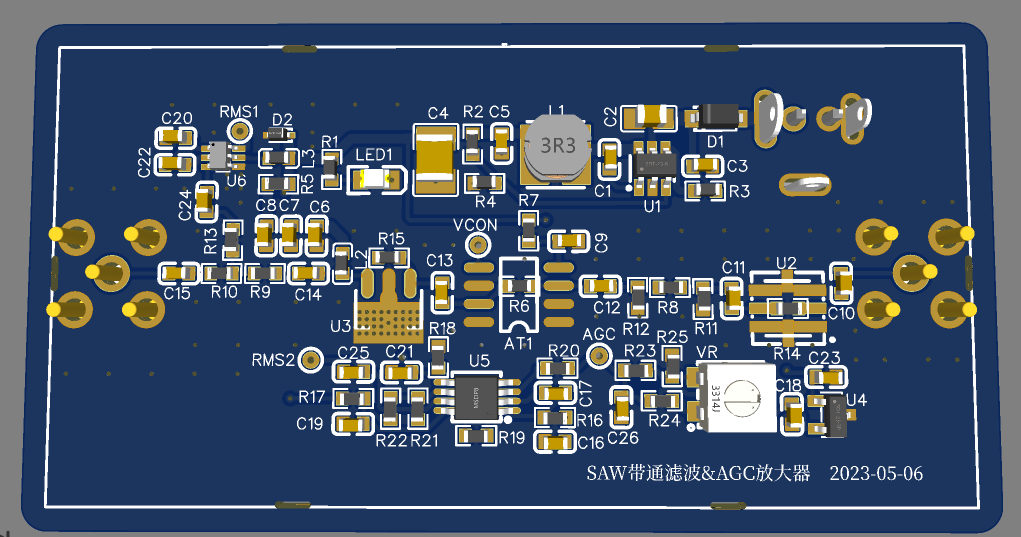 RMS1
C20
D2
C22
U6
R5
L3
R1
LED1
C4
R2
C5
L1
3R3
C2
D1
C1
U1
C3
R3
R4
C24
R13
C8
C7
C6
R7
VCON
C9
R15
L2
C13
C15
R10
R9
C14
U3
R18
R6
AT1
C12
R12
R8
R11
C11
U2
C10
R14
RMS2
C25
C21
U5
R20
AGC
R23
R25
VR
C23
R17
C19
R22
R21
R19
C17
R16
C16
C26
R24
3314J
C18
U4
SAW带通滤波&AGC放大器 2023-05-06